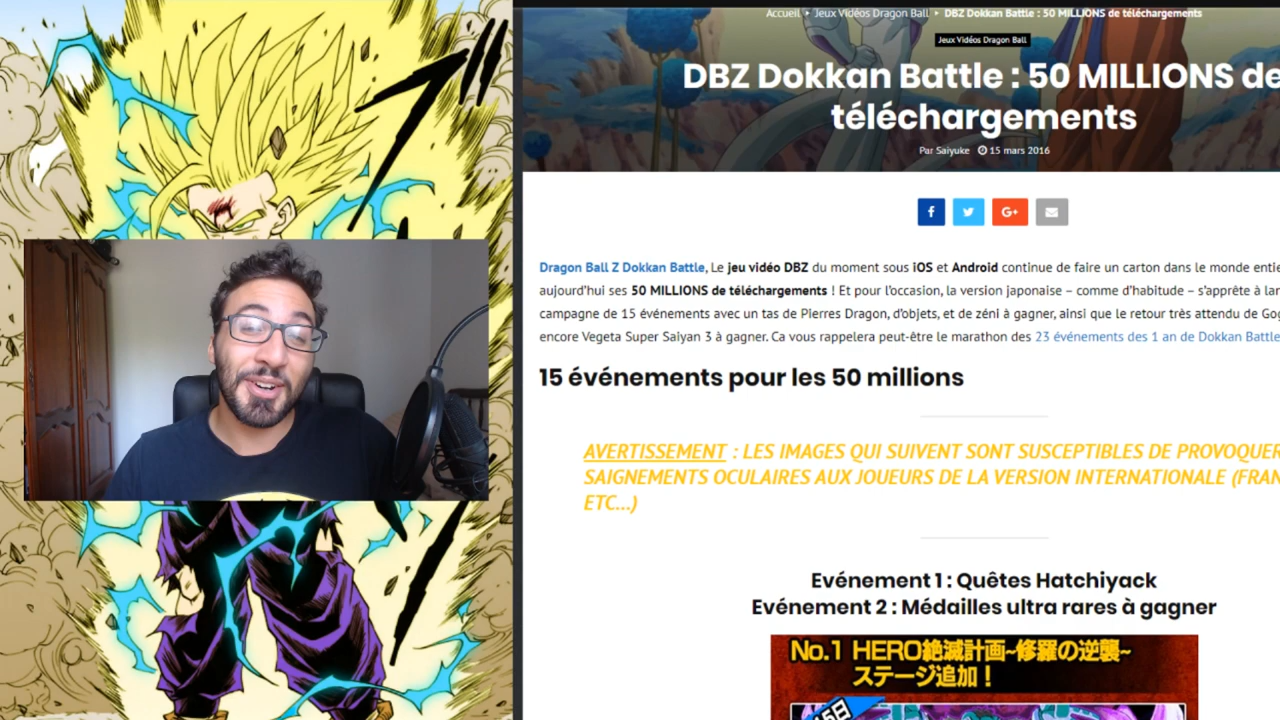 Accueil ‣ Jeux Vidéos Dragon Ball ‣ DBZ Dokkan Battle : 50 MILLIONS de téléchargements
Jeux Vidéos Dragon Ball
DBZ Dokkan Battle : 50 MILLIONS de
téléchargements
Par Saiyuke 15 mars 2016
Dragon Ball Z Dokkan Battle, Le jeu vidéo DBZ du moment sous iOS et Android continue de faire un carton dans le monde entie
aujourd'hui ses 50 MILLIONS de téléchargements ! Et pour l'occasion, la version japonaise – comme d'habitude – s'apprête à lan
campagne de 15 événements avec un tas de Pierres Dragon, d'objets, et de zéni à gagner, ainsi que le retour très attendu de Gog
encore Vegeta Super Saiyan 3 à gagner. Ca vous rappelera peut-être le marathon des 23 événements des 1 an de Dokkan Battle
15 événements pour les 50 millions
AVERTISSEMENT : LES IMAGES QUI SUIVENT SONT SUSCEPTIBLES DE PROVOQUER
SAIGNEMENTS OCULAIRES AUX JOUEURS DE LA VERSION INTERNATIONALE (FRAN
ETC...)
Evénement 1 : Quêtes Hatchiyack
Evénement 2 : Médailles ultra rares à gagner
No.1 HERO絶滅計画~修羅の逆襲~
ステージ追加！